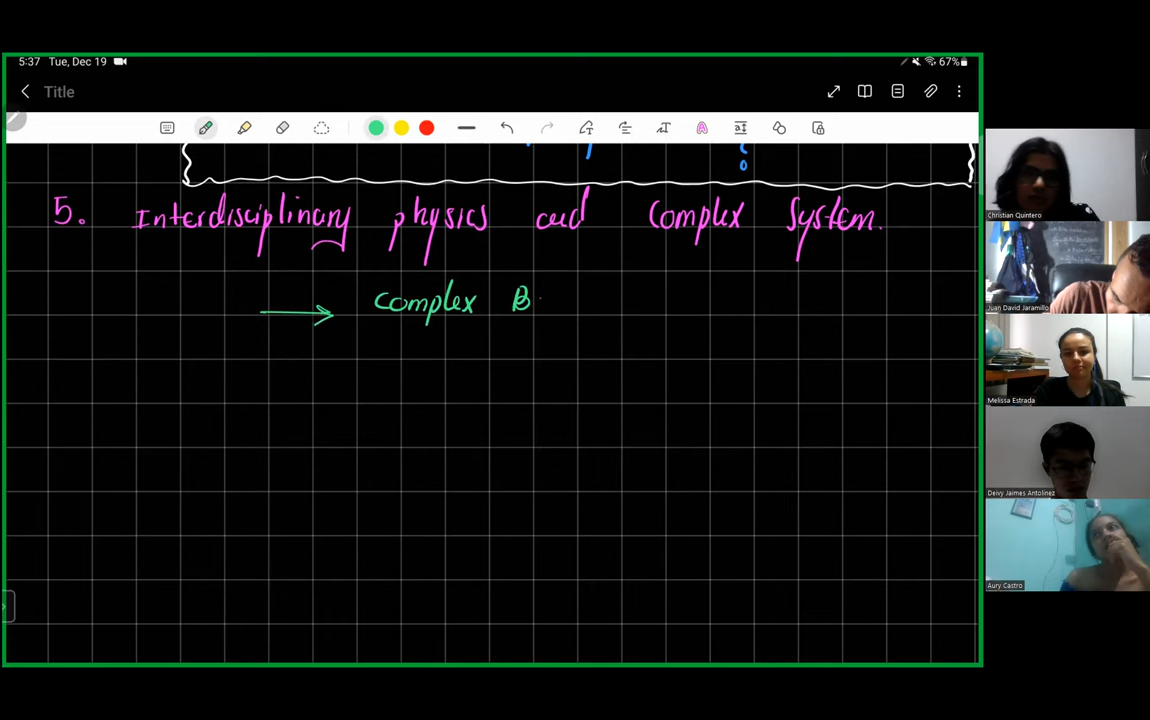 5:37 Tue, Dec 19 67%
Title
5. Interdisciplinary physics and Complex System.
→ Complex B
Christian Quintero
Juan David Jaramillo
Melissa Estrada
Deivy Jaimes Antolinez
Aury Castro